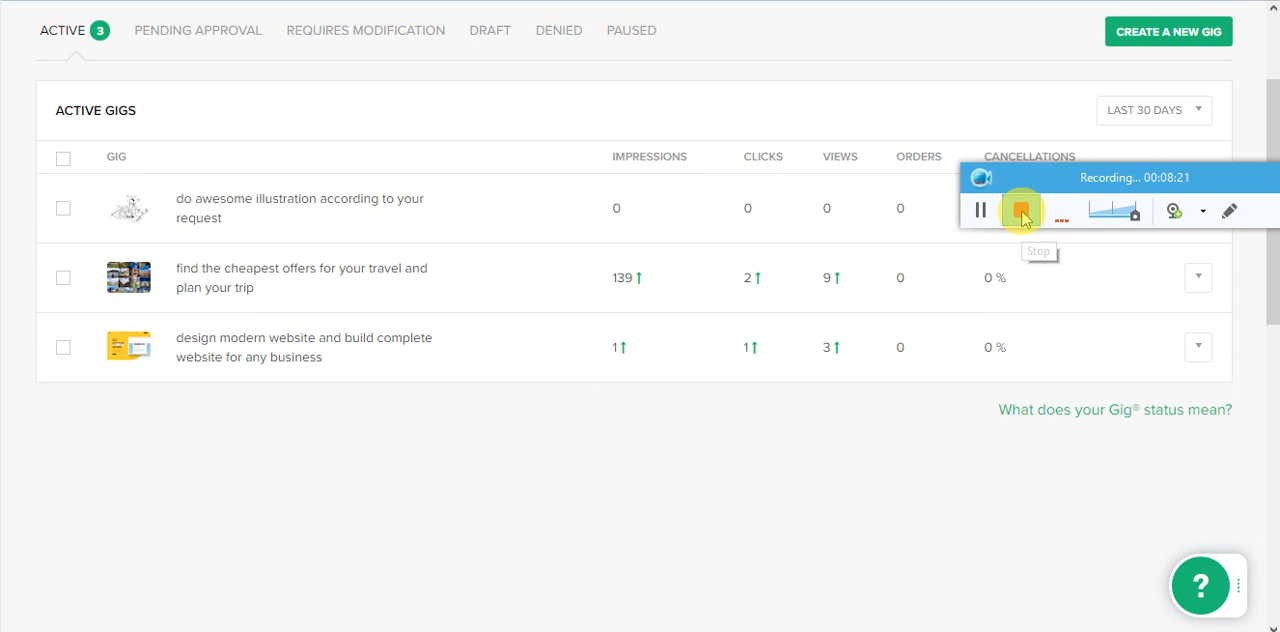 ACTIVE 3 PENDING APPROVAL REQUIRES MODIFICATION DRAFT DENIED PAUSED CREATE A NEW GIG
ACTIVE GIGS LAST 30 DAYS
GIG IMPRESSIONS CLICKS VIEWS ORDERS CANCELLATIONS
Recording... 00:08:21
do awesome illustration according to your
request
0 0 0 0
Stop
find the cheapest offers for your travel and
plan your trip
139 2 9 0 0 %
design modern website and build complete
website for any business
1 1 3 0 0 %
What does your Gig® status mean?
?